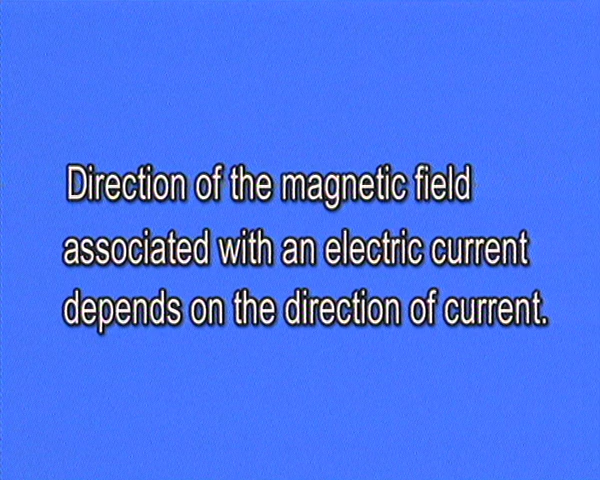 Direction of the magnetic field
associated with an electric current
depends on the direction of current.